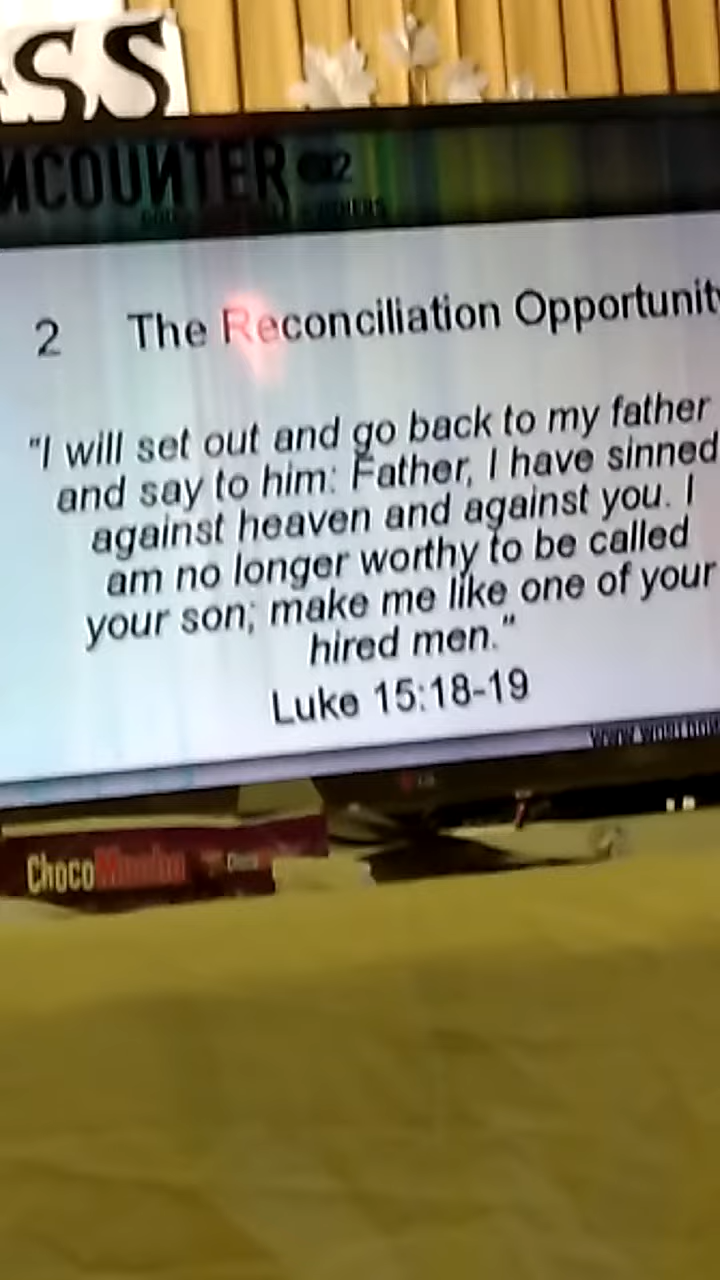 SS
NCOUNTER
2 The Reconciliation Opportunit
"I will set out and go back to my father
and say to him: Father, I have sinned
against heaven and against you. I
am no longer worthy to be called
your son; make me like one of your
hired men."
Luke 15:18-19
Choco